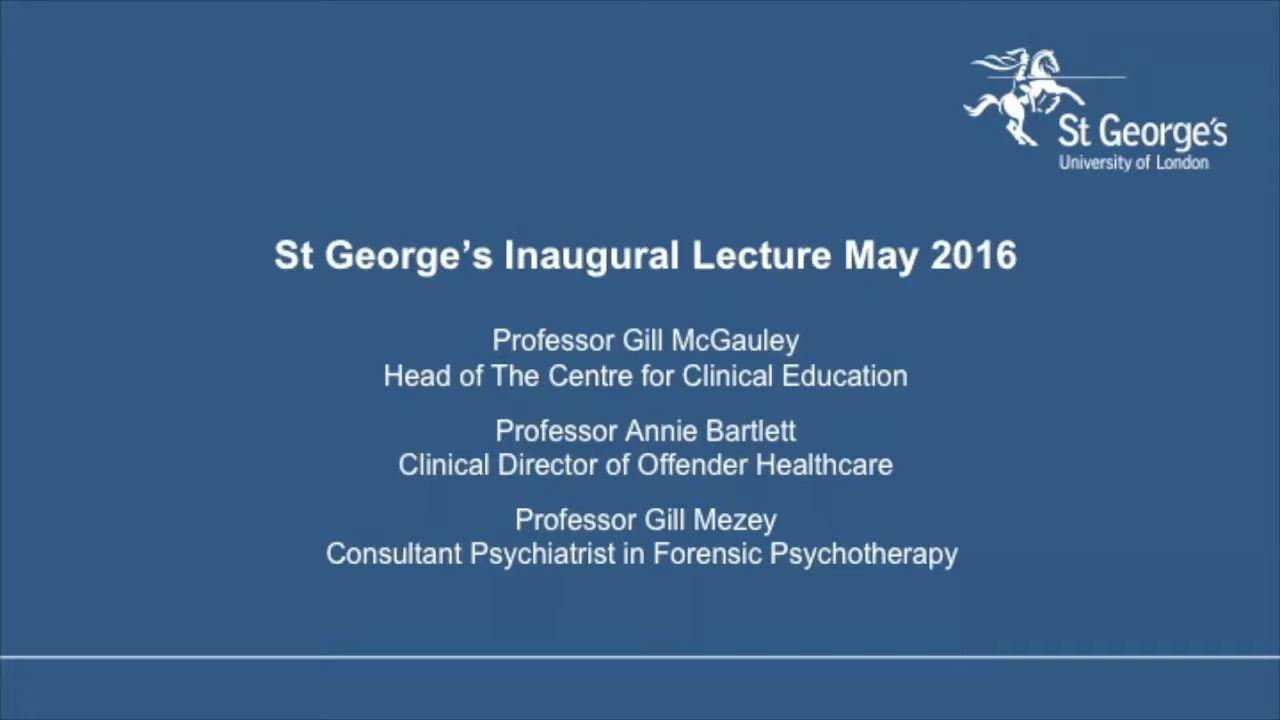 St George's
University of London
St George’s Inaugural Lecture May 2016
Professor Gill McGauley
Head of The Centre for Clinical Education
Professor Annie Bartlett
Clinical Director of Offender Healthcare
Professor Gill Mezey
Consultant Psychiatrist in Forensic Psychotherapy